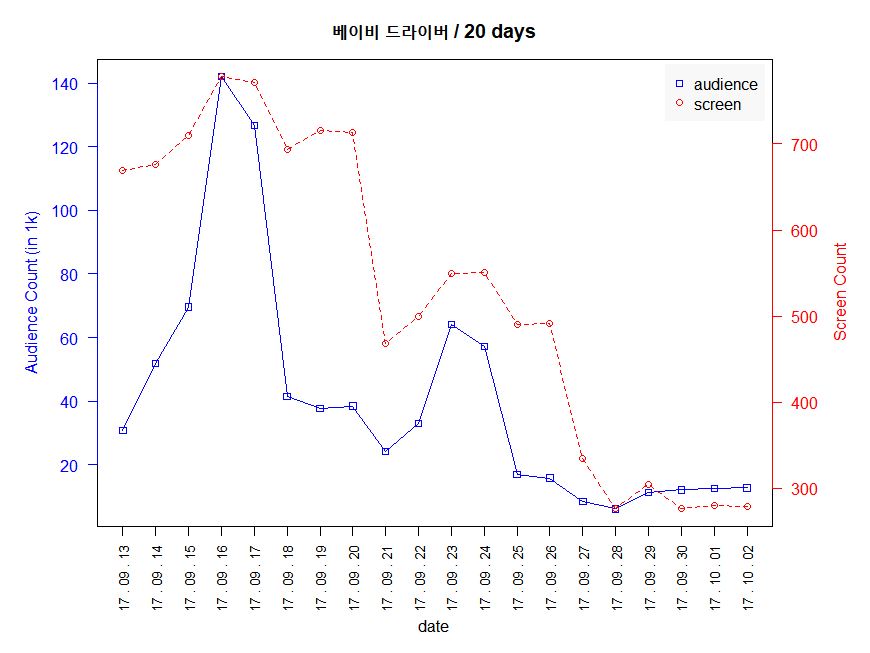 베이비 드라이버 / 20 days
audience
screen
140
120
100
80
60
40
20
Audience Count (in 1k)
700
600
500
400
300
Screen Count
17 . 09 . 13
17 . 09 . 14
17 . 09 . 15
17 . 09 . 16
17 . 09 . 17
17 . 09 . 18
17 . 09 . 19
17 . 09 . 20
17 . 09 . 21
17 . 09 . 22
17 . 09 . 23
17 . 09 . 24
17 . 09 . 25
17 . 09 . 26
17 . 09 . 27
17 . 09 . 28
17 . 09 . 29
17 . 09 . 30
17 . 10 . 01
17 . 10 . 02
date